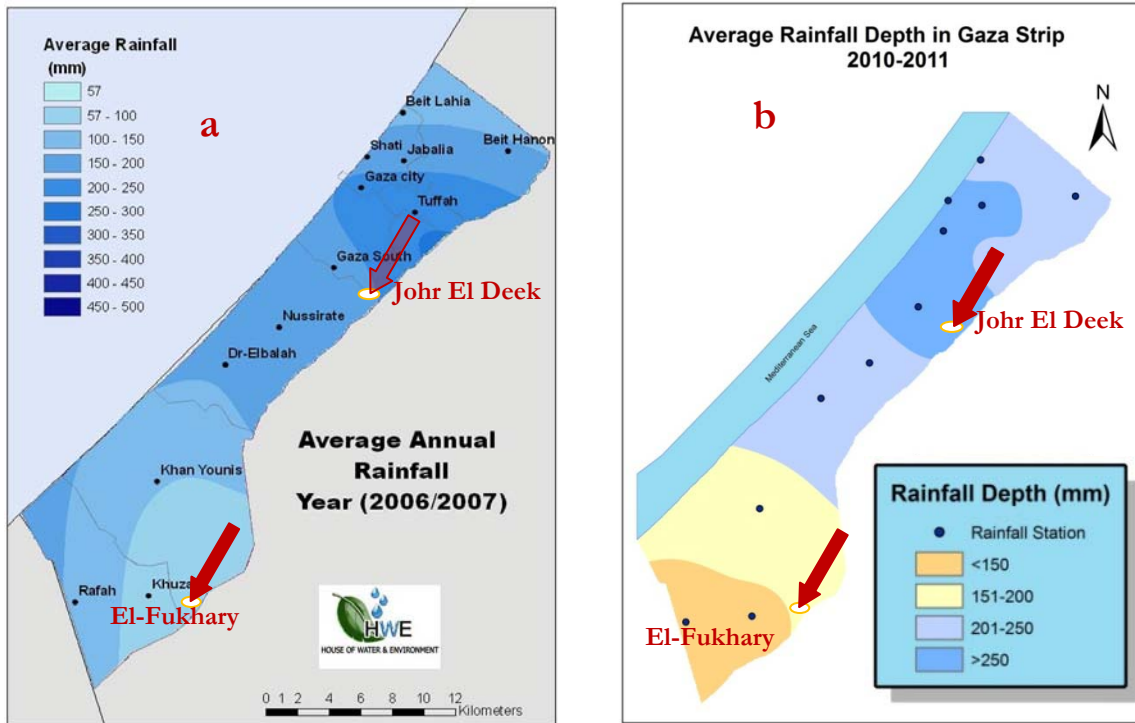 Average Rainfall
(mm)
57
57 - 100
100 - 150
150 - 200
200 - 250
250 - 300
300 - 350
350 - 400
400 - 450
450 - 500
a
Beit Lahia
Beit Hanon
Shati
Jabalia
Gaza city
Tuffah
Gaza South
Johr El Deek
Nussirate
Dr-Elbalah
Average Annual
Rainfall
Year (2006/2007)
Khan Younis
Rafah
Khuza
El-Fukhary
HWE
HOUSE OF WATER & ENVIRONMENT
0 1 2 4 6 8 10 12
Kilometers
Average Rainfall Depth in Gaza Strip
2010-2011
b
N
Johr El Deek
Mediterranean Sea
El-Fukhary
Rainfall Depth (mm)
Rainfall Station
<150
151-200
201-250
>250